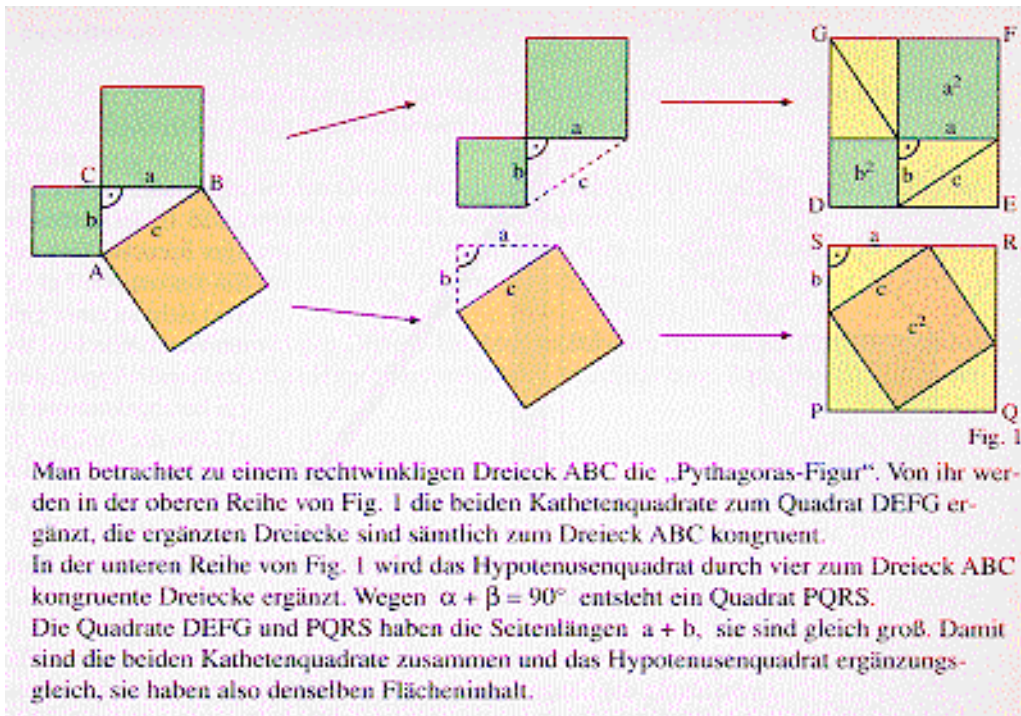 G F
a²
a
b² b c
D E
C a B
b c
A
a
b c
a
b c
S a R
b c
c²
P Q
Fig. 1
Man betrachtet zu einem rechtwinkligen Dreieck ABC die „Pythagoras-Figur“. Von ihr wer-
den in der oberen Reihe von Fig. 1 die beiden Kathetenquadrate zum Quadrat DEFG er-
gänzt, die ergänzten Dreiecke sind sämtlich zum Dreieck ABC kongruent.
In der unteren Reihe von Fig. 1 wird das Hypotenusenquadrat durch vier zum Dreieck ABC
kongruente Dreiecke ergänzt. Wegen α + β = 90° entsteht ein Quadrat PQRS.
Die Quadrate DEFG und PQRS haben die Seitenlängen a + b, sie sind gleich groß. Damit
sind die beiden Kathetenquadrate zusammen und das Hypotenusenquadrat ergänzungs-
gleich, sie haben also denselben Flächeninhalt.